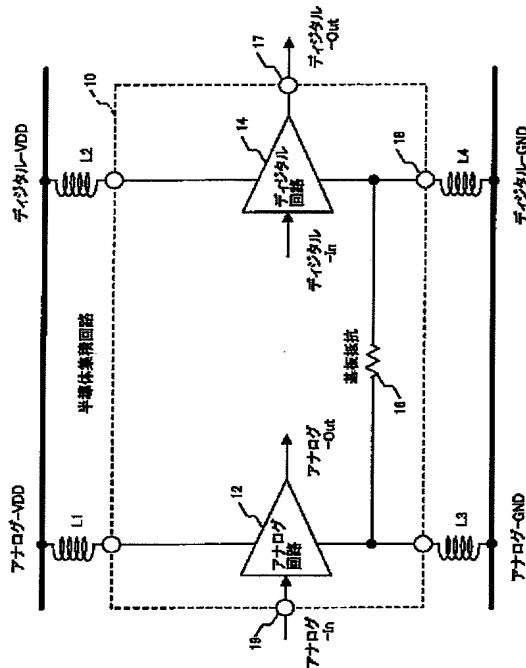 アナログ-VDD
ディジタル-VDD
L1
半導体集積回路
L2
10
12
アナログ
回路
アナログ
-Out
14
ディジタル
回路
17
ディジタル
-Out
19
アナログ
-In
ディジタル
-In
基板抵抗
16
18
L3
L4
アナログ-GND
ディジタル-GND